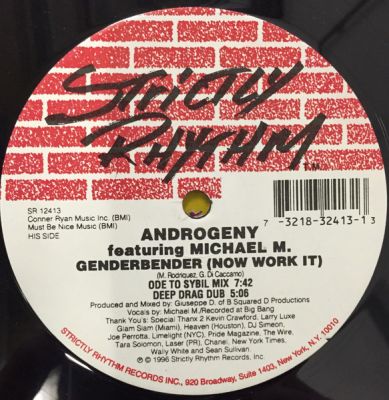 STRICTLY
RHYTHM
T.M.
SR 12413
Conner Ryan Music Inc. (BMI)
Must Be Nice Music (BMI)
HIS SIDE
7 -3218-32413-1 3
ANDROGENY
featuring MICHAEL M.
GENDERBENDER (NOW WORK IT)
(M. Rodriquez, G. Di Caccamo)
ODE TO SYBIL MIX 7:42
DEEP DRAG DUB 5:06
Produced and Mixed by: Giuseppe D. of B Squared D Productions
Vocals by: Michael M./Recorded at Big Bang
Thank You's: Special Thanx 2 Kevin Crawford, Larry Luxe
Glam Slam (Miami), Heaven (Houston), DJ Simeon,
Joe Perrotta, Limelight (NYC), Pride Magazine, The Wire,
Tara Solomon, Laser (PR), Chanel, New York Times,
Wally White and Sean Sullivan.
℗ © 1996 Strictly Rhythm Records, Inc.
STRICTLY RHYTHM RECORDS INC., 920 Broadway, Suite 1403, New York, N.Y. 10010